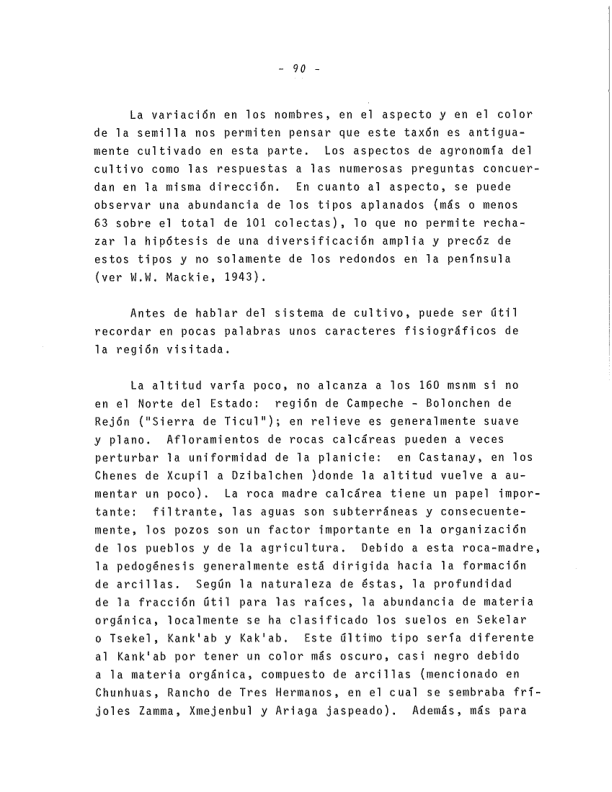 - 90 -
La variación en los nombres, en el aspecto y en el color
de la semilla nos permiten pensar que este taxón es antigua-
mente cultivado en esta parte.  Los aspectos de agronomía del
cultivo como las respuestas a las numerosas preguntas concuer-
dan en la misma dirección.  En cuanto al aspecto, se puede
observar una abundancia de los tipos aplanados (más o menos
63 sobre el total de 101 colectas), lo que no permite recha-
zar la hipótesis de una diversificación amplia y precóz de
estos tipos y no solamente de los redondos en la península
(ver W.W. Mackie, 1943).
Antes de hablar del sistema de cultivo, puede ser útil
recordar en pocas palabras unos caracteres fisiográficos de
la región visitada.
La altitud varía poco, no alcanza a los 160 msnm si no
en el Norte del Estado:  región de Campeche - Bolonchen de
Rejón ("Sierra de Ticul"); en relieve es generalmente suave
y plano.  Afloramientos de rocas calcáreas pueden a veces
perturbar la uniformidad de la planicie:  en Castanay, en los
Chenes de Xcupil a Dzibalchen )donde la altitud vuelve a au-
mentar un poco).  La roca madre calcárea tiene un papel impor-
tante:  filtrante, las aguas son subterráneas y consecuente-
mente, los pozos son un factor importante en la organización
de los pueblos y de la agricultura.  Debido a esta roca-madre,
la pedogénesis generalmente está dirigida hacia la formación
de arcillas.  Según la naturaleza de éstas, la profundidad
de la fracción útil para las raíces, la abundancia de materia
orgánica, localmente se ha clasificado los suelos en Sekelar
o Tsekel, Kank'ab y Kak'ab.  Este último tipo sería diferente
al Kank'ab por tener un color más oscuro, casi negro debido
a la materia orgánica, compuesto de arcillas (mencionado en
Chunhuas, Rancho de Tres Hermanos, en el cual se sembraba frí-
joles Zamma, Xmejenbul y Ariaga jaspeado).  Además, más para